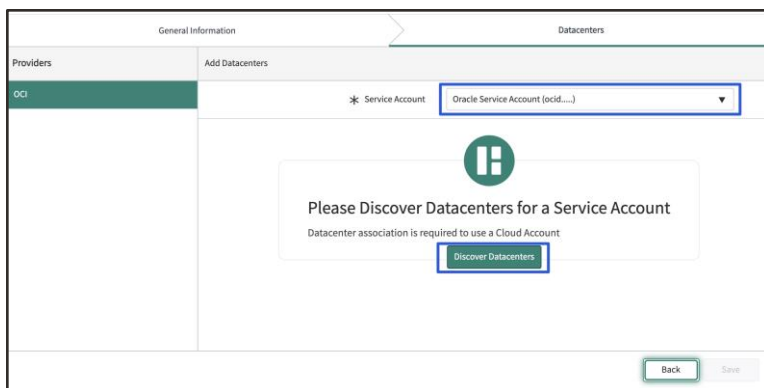 General Information
Datacenters
Providers
Add Datacenters
OCI
* Service Account
Oracle Service Account (ocid.....)
Please Discover Datacenters for a Service Account
Datacenter association is required to use a Cloud Account
Discover Datacenters
Back
Save